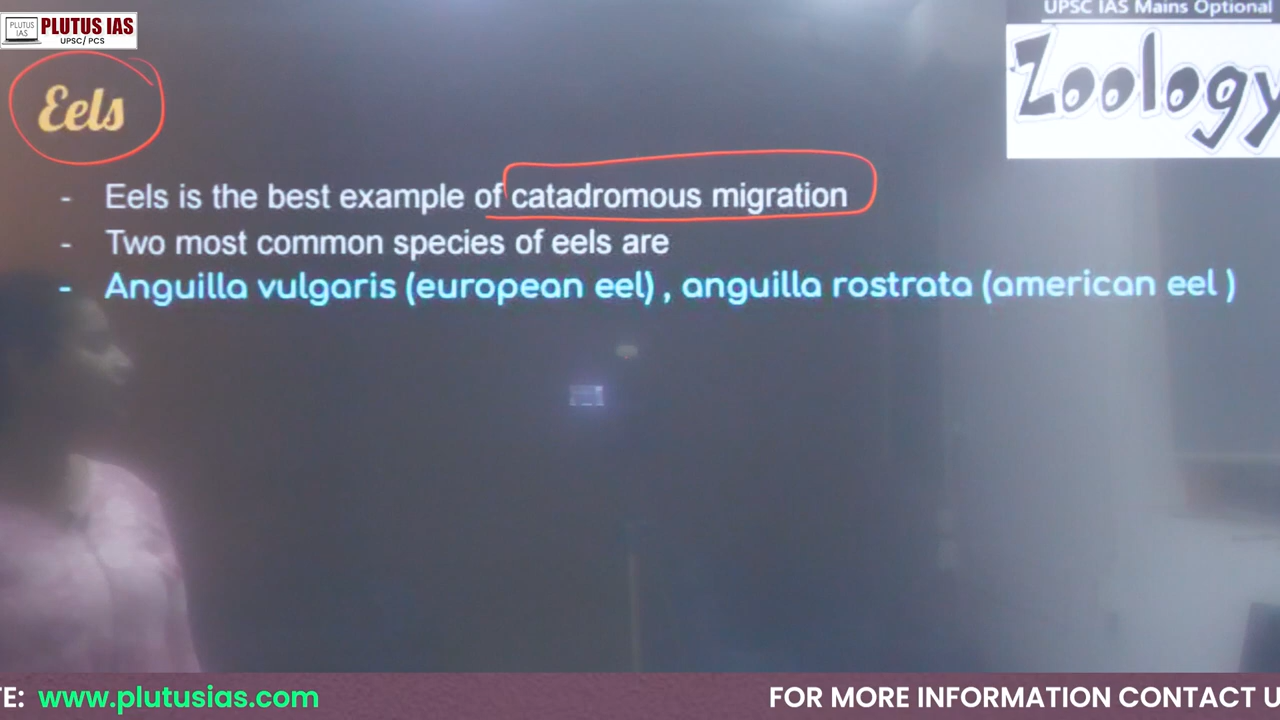 PLUTUS IAS
PLUTUS IAS
UPSC/ PCS
UPSC IAS Mains Optional
Zoology
Eels
- Eels is the best example of catadromous migration
- Two most common species of eels are
- Anguilla vulgaris (european eel) , anguilla rostrata (american eel )
TE: www.plutusias.com
FOR MORE INFORMATION CONTACT U